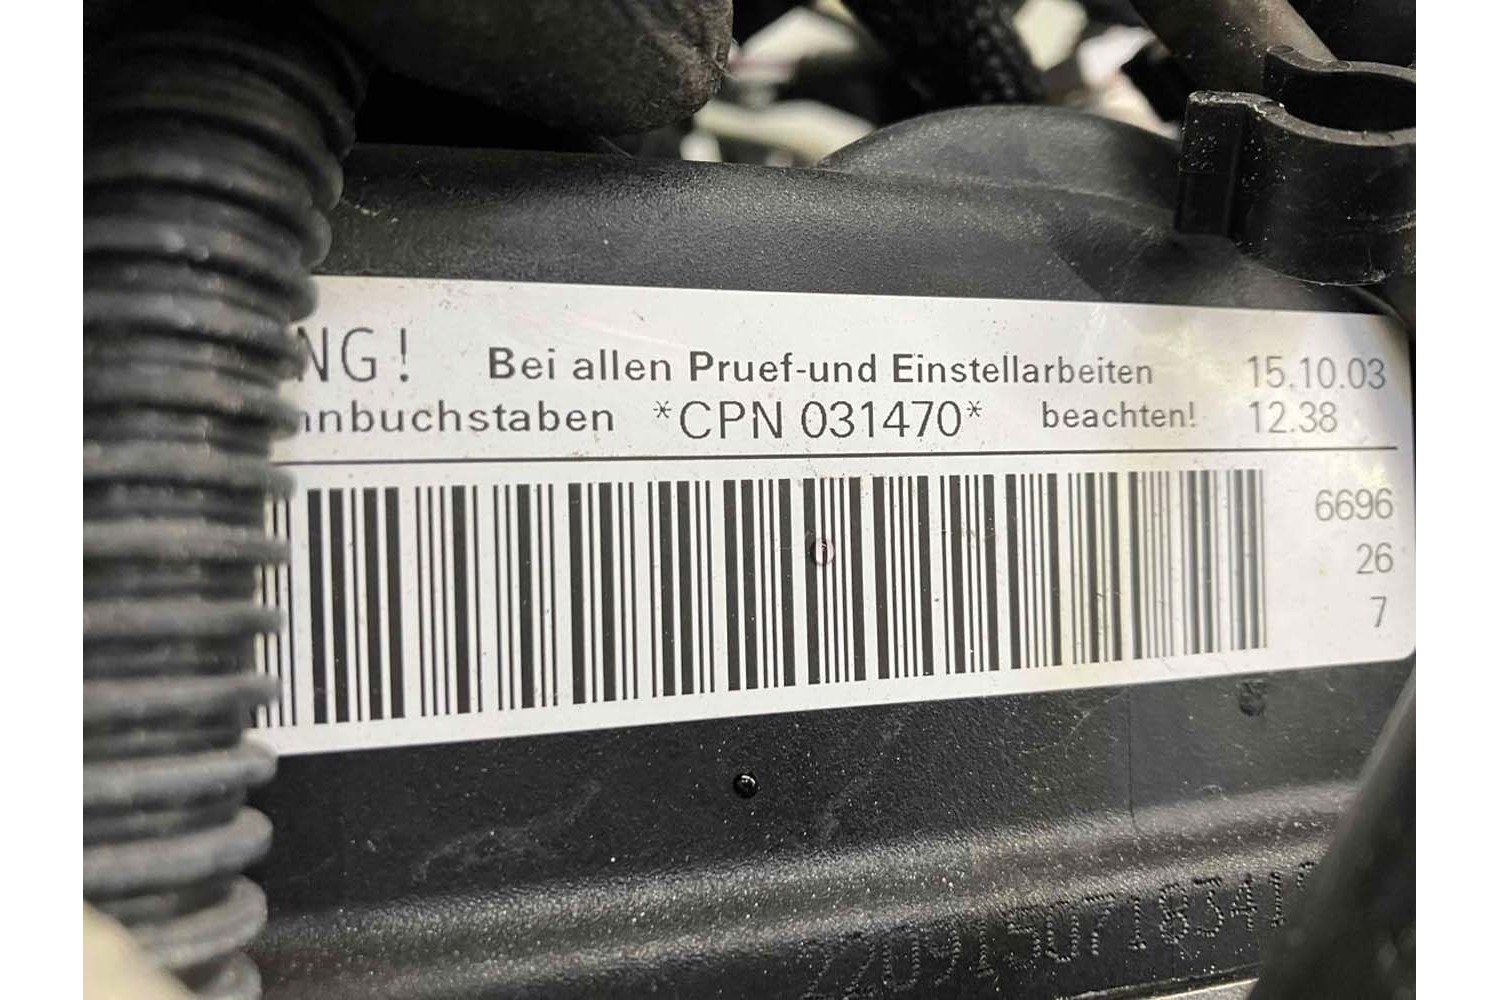 NG! Bei allen Pruef-und Einstellarbeiten 15.10.03
nnbuchstaben *CPN 031470* beachten! 12.38
6696
26
7